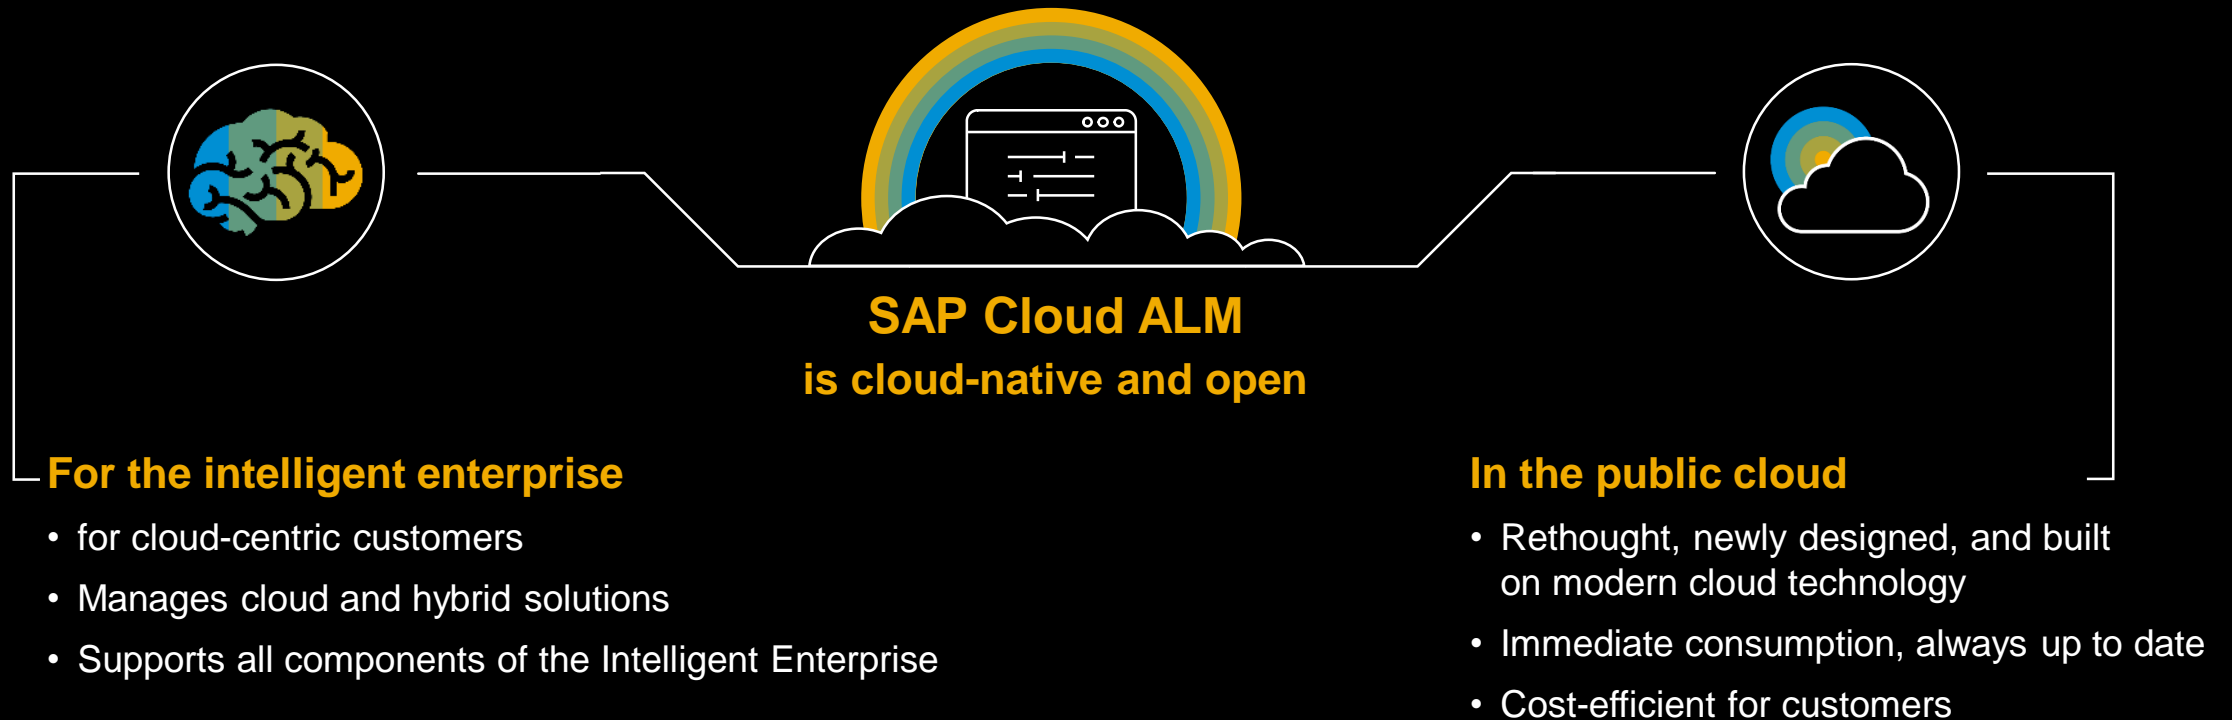 SAP Cloud ALM
is cloud-native and open
For the intelligent enterprise
• for cloud-centric customers
• Manages cloud and hybrid solutions
• Supports all components of the Intelligent Enterprise
In the public cloud
• Rethought, newly designed, and built
on modern cloud technology
• Immediate consumption, always up to date
• Cost-efficient for customers